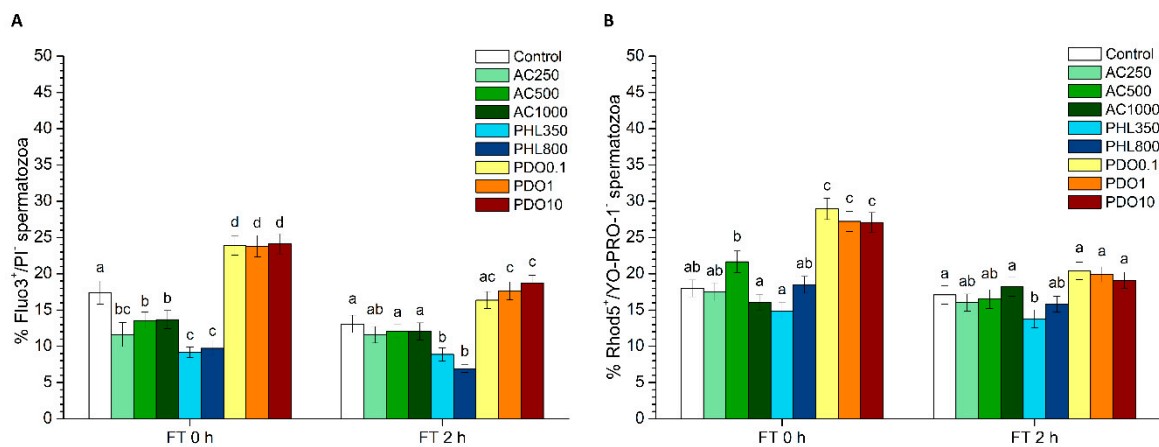 A
% Fluo3+/PI- spermatozoa
50
45
40
35
30
25
20
15
10
5
0
Control
AC250
AC500
AC1000
PHL350
PHL800
PDO0.1
PDO1
PDO10
a bc b b c c d d d
a ab a a b b ac c c
FT 0 h FT 2 h
B
% Rhod5+/YO-PRO-1- spermatozoa
50
45
40
35
30
25
20
15
10
5
0
Control
AC250
AC500
AC1000
PHL350
PHL800
PDO0.1
PDO1
PDO10
ab ab b a a ab c c c
a ab ab a b ab a a a
FT 0 h FT 2 h